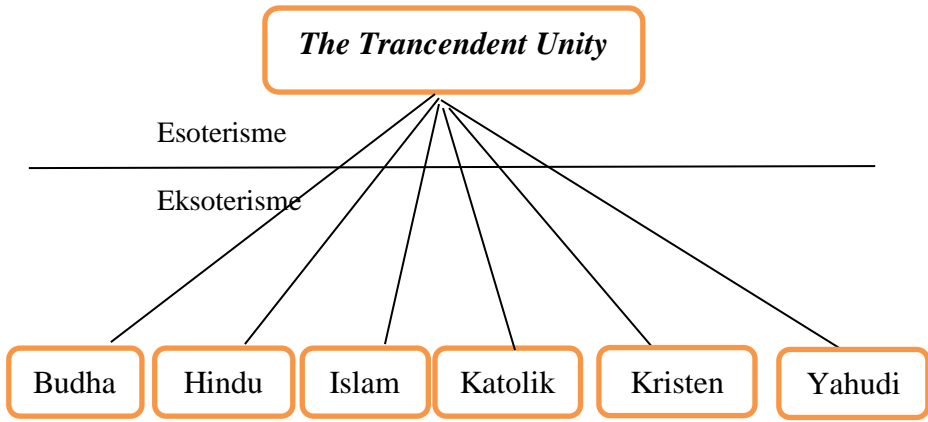 The Trancendent Unity
Esoterisme
Eksoterisme
Budha
Hindu
Islam
Katolik
Kristen
Yahudi